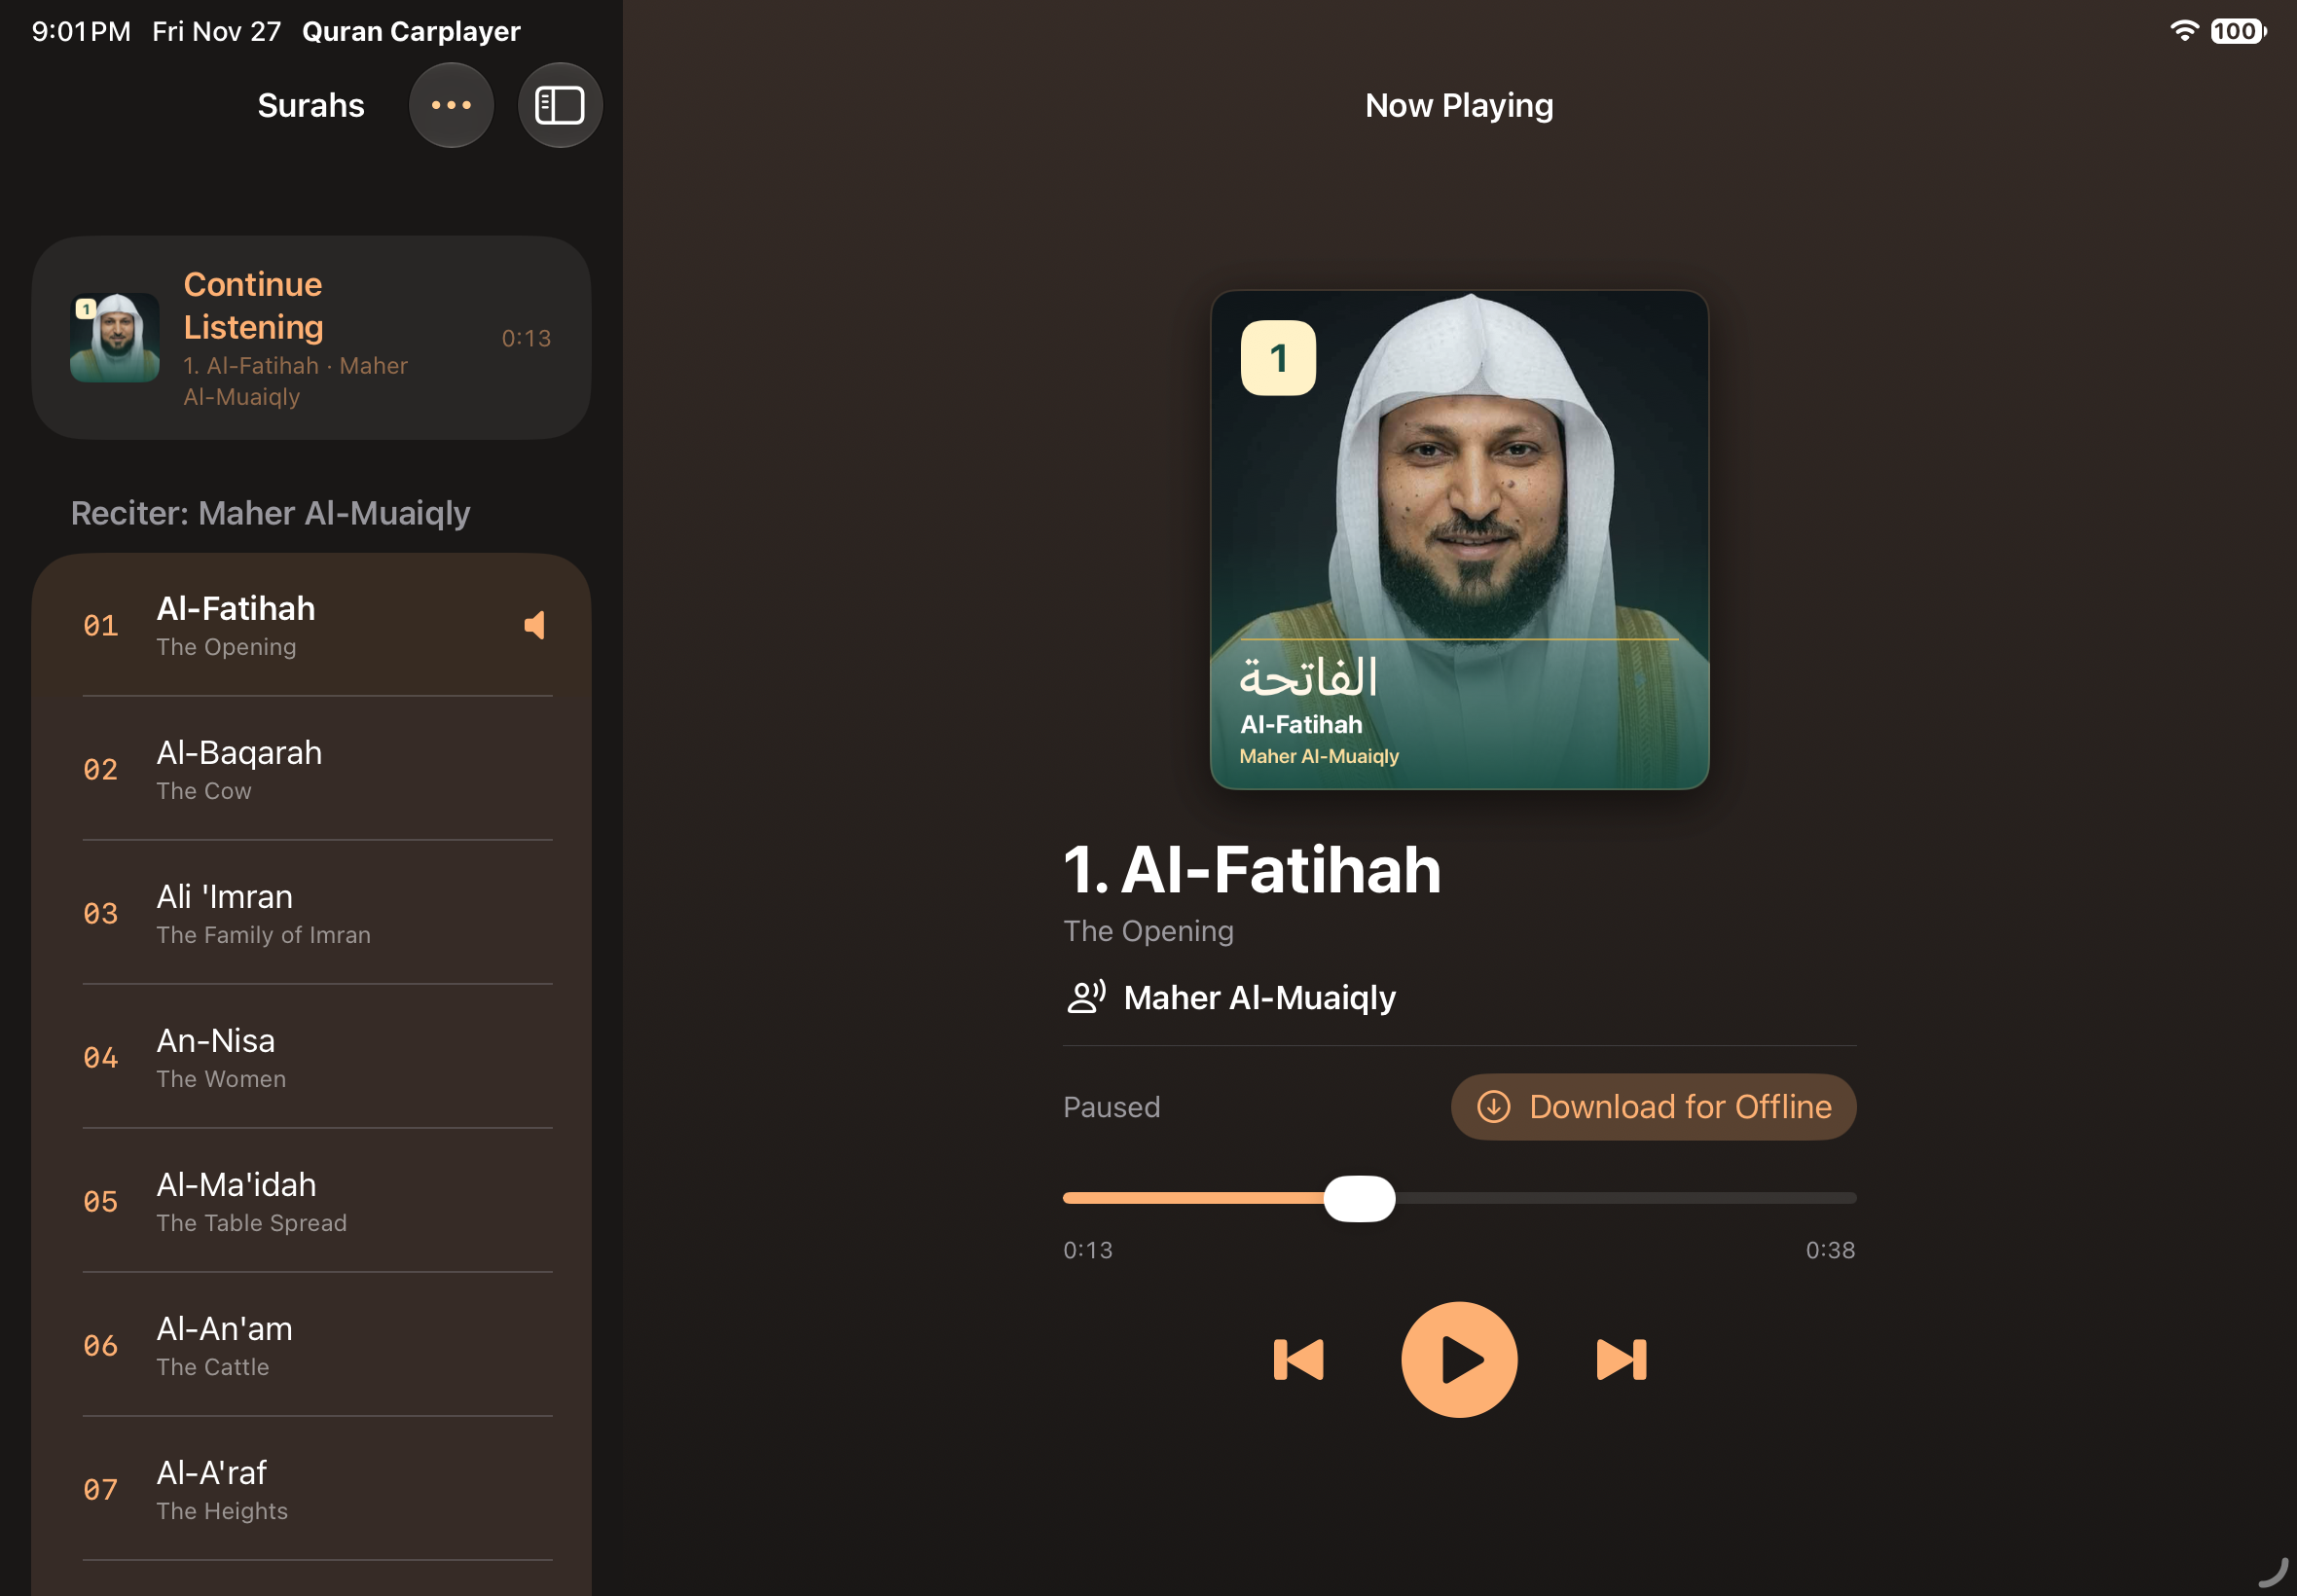 9:01 PM Fri Nov 27 Quran Carplayer
100
Surahs
Continue
Listening
1. Al-Fatihah · Maher
Al-Muaiqly
0:13
1
Reciter: Maher Al-Muaiqly
01
Al-Fatihah
The Opening
02
Al-Baqarah
The Cow
03
Ali 'Imran
The Family of Imran
04
An-Nisa
The Women
05
Al-Ma'idah
The Table Spread
06
Al-An'am
The Cattle
07
Al-A'raf
The Heights
Now Playing
1
الفاتحة
Al-Fatihah
Maher Al-Muaiqly
1. Al-Fatihah
The Opening
Maher Al-Muaiqly
Paused
Download for Offline
0:13
0:38